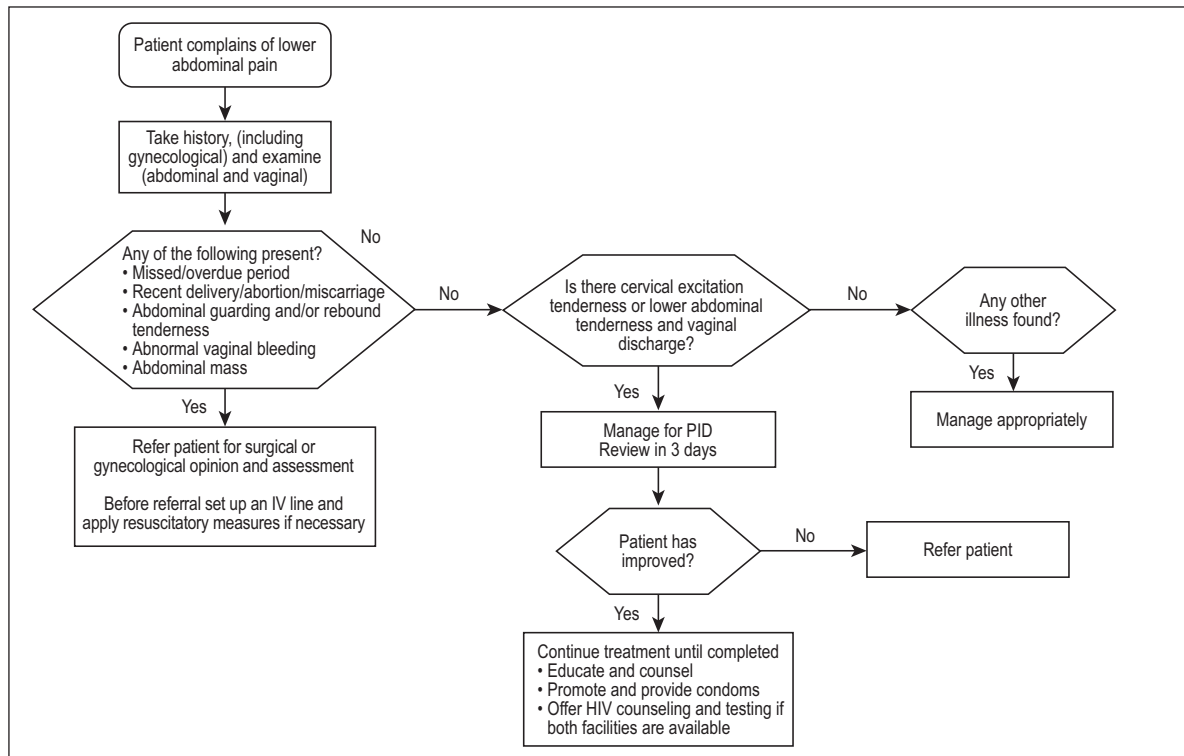 Patient complains of lower
abdominal pain
Take history, (including
gynecological) and examine
(abdominal and vaginal)
No
Any of the following present?
• Missed/overdue period
• Recent delivery/abortion/miscarriage
• Abdominal guarding and/or rebound
tenderness
• Abnormal vaginal bleeding
• Abdominal mass
No
Is there cervical excitation
tenderness or lower abdominal
tenderness and vaginal
discharge?
No
Any other
illness found?
Yes
Refer patient for surgical or
gynecological opinion and assessment
Before referral set up an IV line and
apply resuscitatory measures if necessary
Yes
Manage for PID
Review in 3 days
Yes
Manage appropriately
Patient has
improved?
No
Refer patient
Yes
Continue treatment until completed
• Educate and counsel
• Promote and provide condoms
• Offer HIV counseling and testing if
both facilities are available